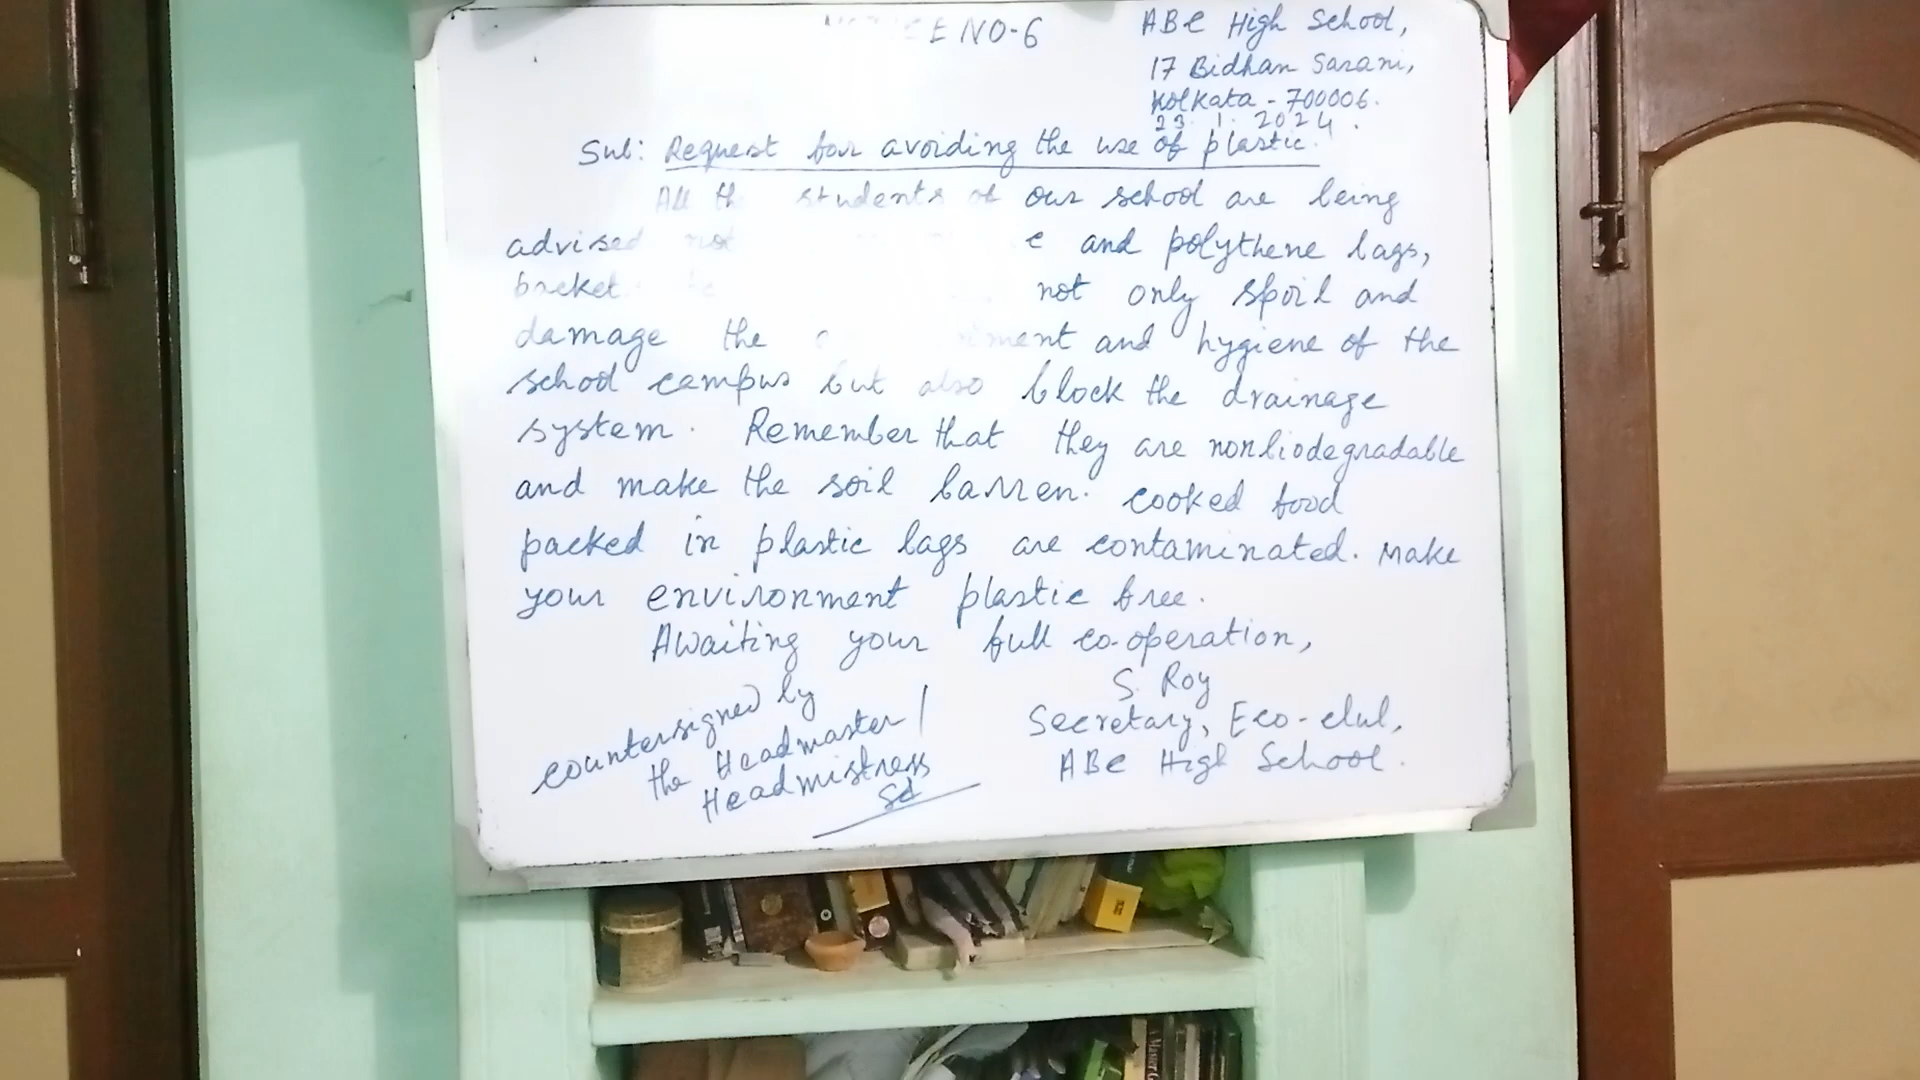 NO-6
ABC High School,
17 Bidhan Sarani,
Kolkata - 700006.
23. 1. 2024.
Sub: Request for avoiding the use of plastic.
All the students of our school are being
advised not and polythene bags,
not only spoil and
damage the and hygiene of the
school campus but also block the drainage
system. Remember that they are nonbiodegradable
and make the soil barren. Cooked food
packed in plastic bags are contaminated. Make
your environment plastic free.
Awaiting your full co-operation,
S. Roy
Secretary, Eco-club,
ABC High School.
countersigned by
the Headmaster/
Headmistress
Sd